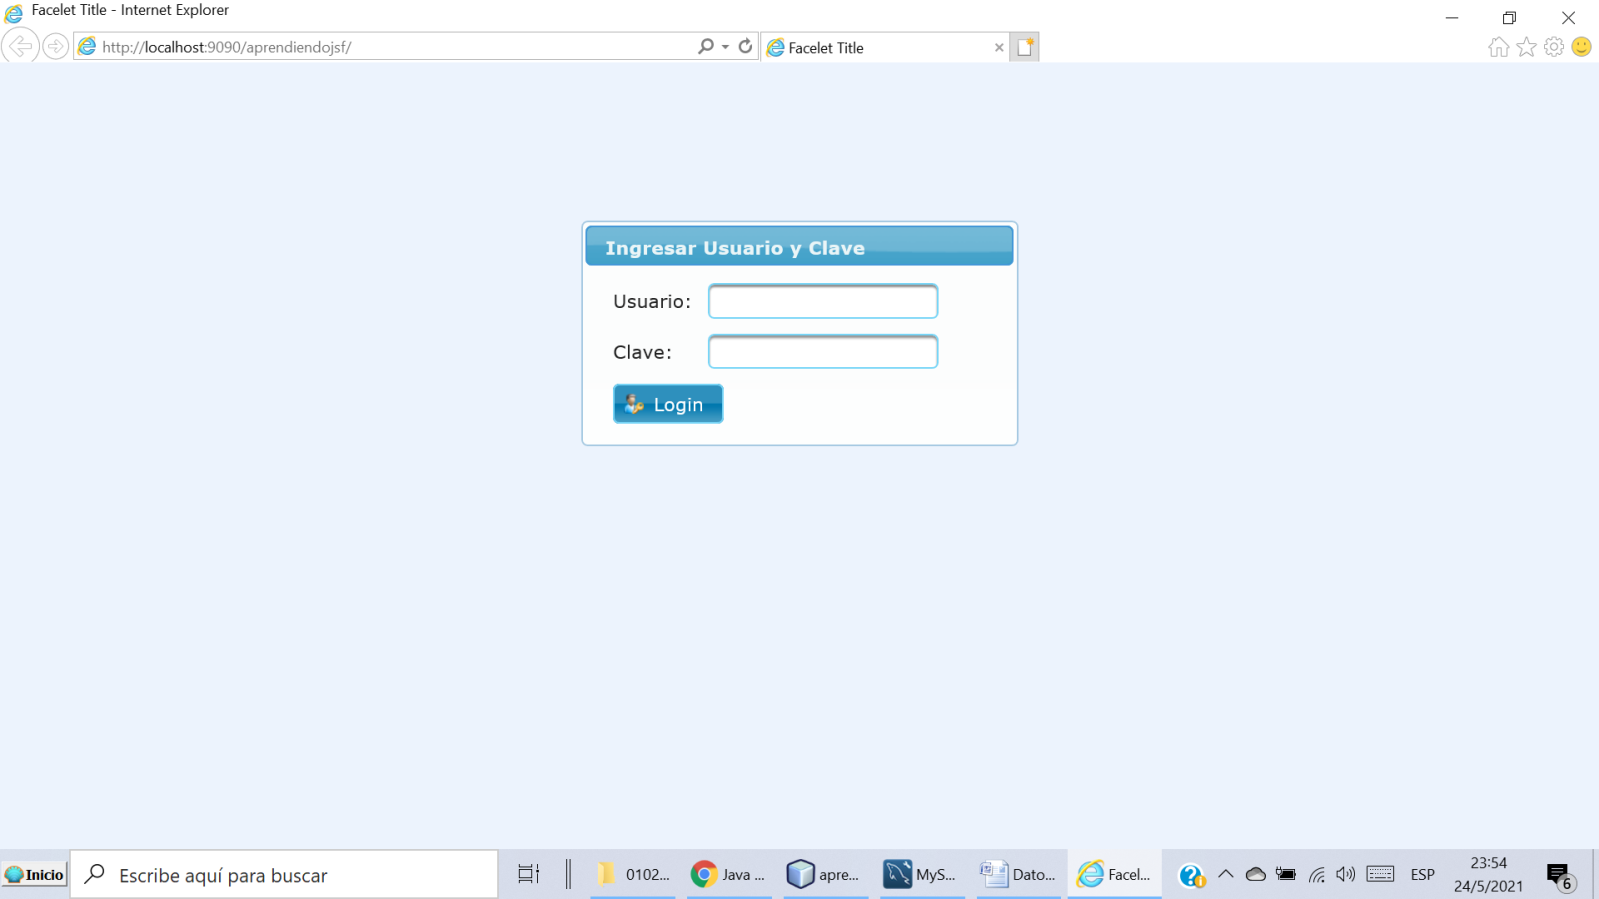 Facelet Title - Internet Explorer
http://localhost:9090/aprendiendojsf/
Facelet Title
Ingresar Usuario y Clave
Usuario:
Clave:
Login
Inicio
Escribe aquí para buscar
0102...
Java ...
apre...
MyS...
Dato...
Facel...
ESP
23:54
24/5/2021
6